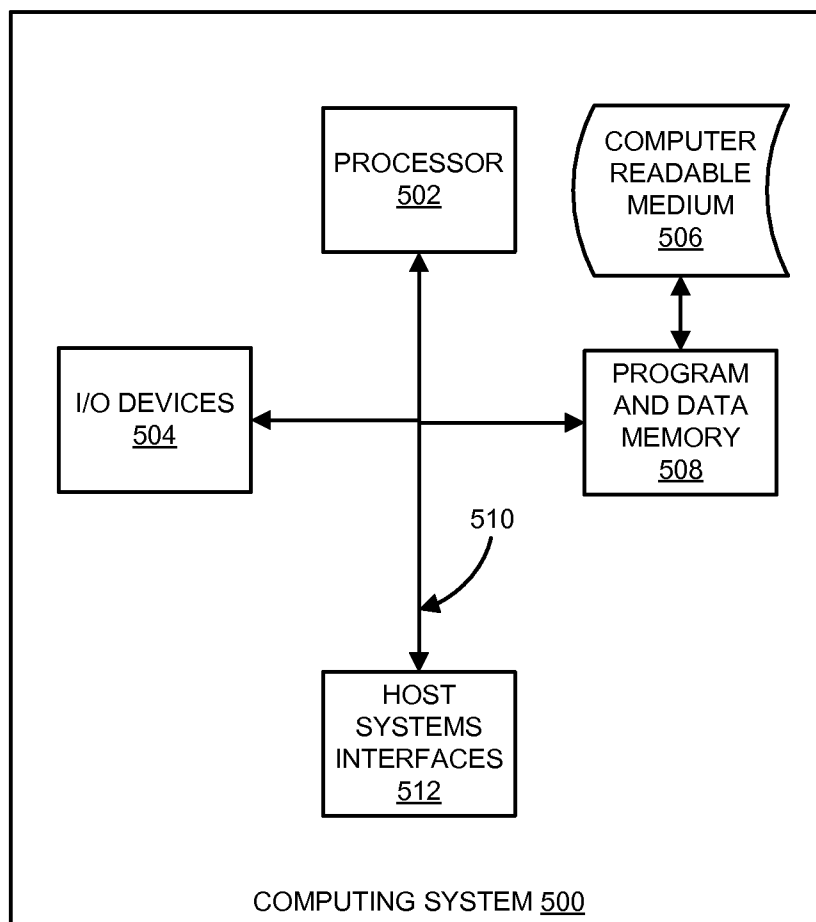 PROCESSOR
502
COMPUTER
READABLE
MEDIUM
506
I/O DEVICES
504
PROGRAM
AND DATA
MEMORY
508
510
HOST
SYSTEMS
INTERFACES
512
COMPUTING SYSTEM 500